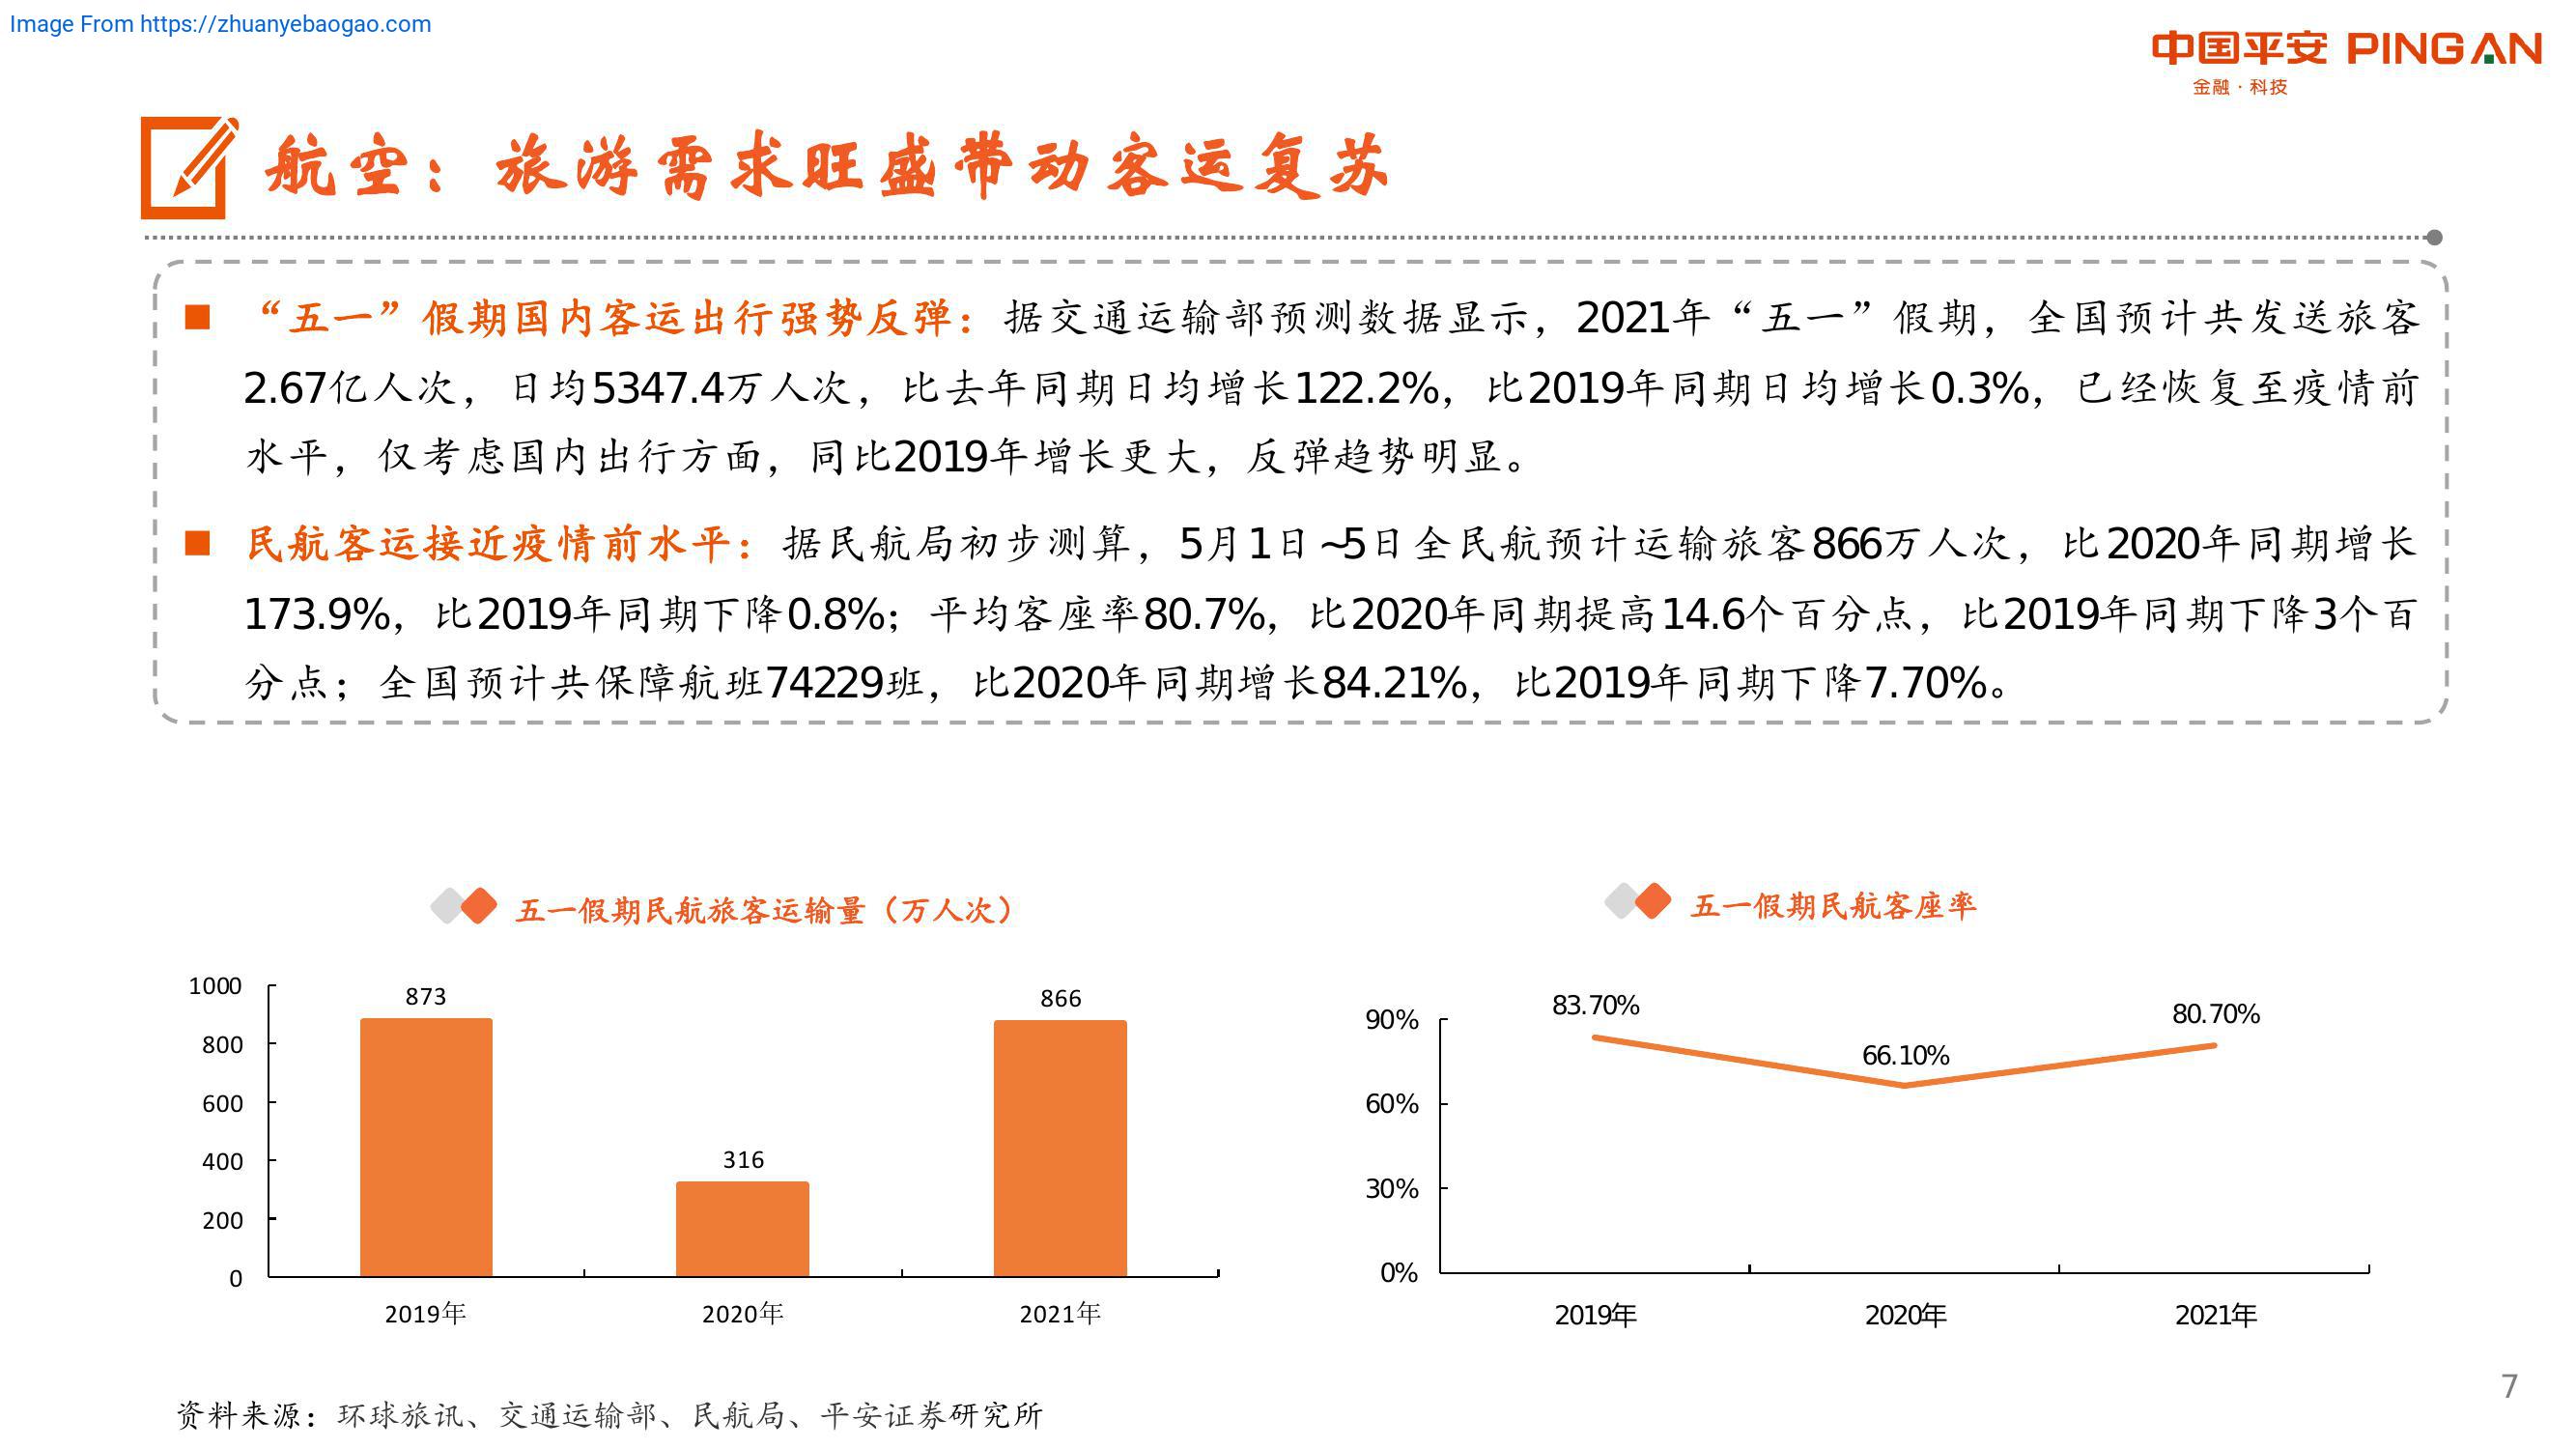 Image From https://zhuanyebaogao.com
中国平安 PINGAN
金融·科技
航空：旅游需求旺盛带动客运复苏
“五一”假期国内客运出行强势反弹：据交通运输部预测数据显示，2021年“五一”假期，全国预计共发送旅客
2.67亿人次，日均5347.4万人次，比去年同期日均增长122.2%，比2019年同期日均增长0.3%，已经恢复至疫情前
水平，仅考虑国内出行方面，同比2019年增长更大，反弹趋势明显。
民航客运接近疫情前水平：据民航局初步测算，5月1日~5日全民航预计运输旅客866万人次，比2020年同期增长
173.9%，比2019年同期下降0.8%；平均客座率80.7%，比2020年同期提高14.6个百分点，比2019年同期下降3个百
分点；全国预计共保障航班74229班，比2020年同期增长84.21%，比2019年同期下降7.70%。
五一假期民航旅客运输量（万人次）
1000
800
600
400
200
0
873
316
866
2019年
2020年
2021年
五一假期民航客座率
90%
60%
30%
0%
83.70%
66.10%
80.70%
2019年
2020年
2021年
资料来源：环球旅讯、交通运输部、民航局、平安证券研究所
7